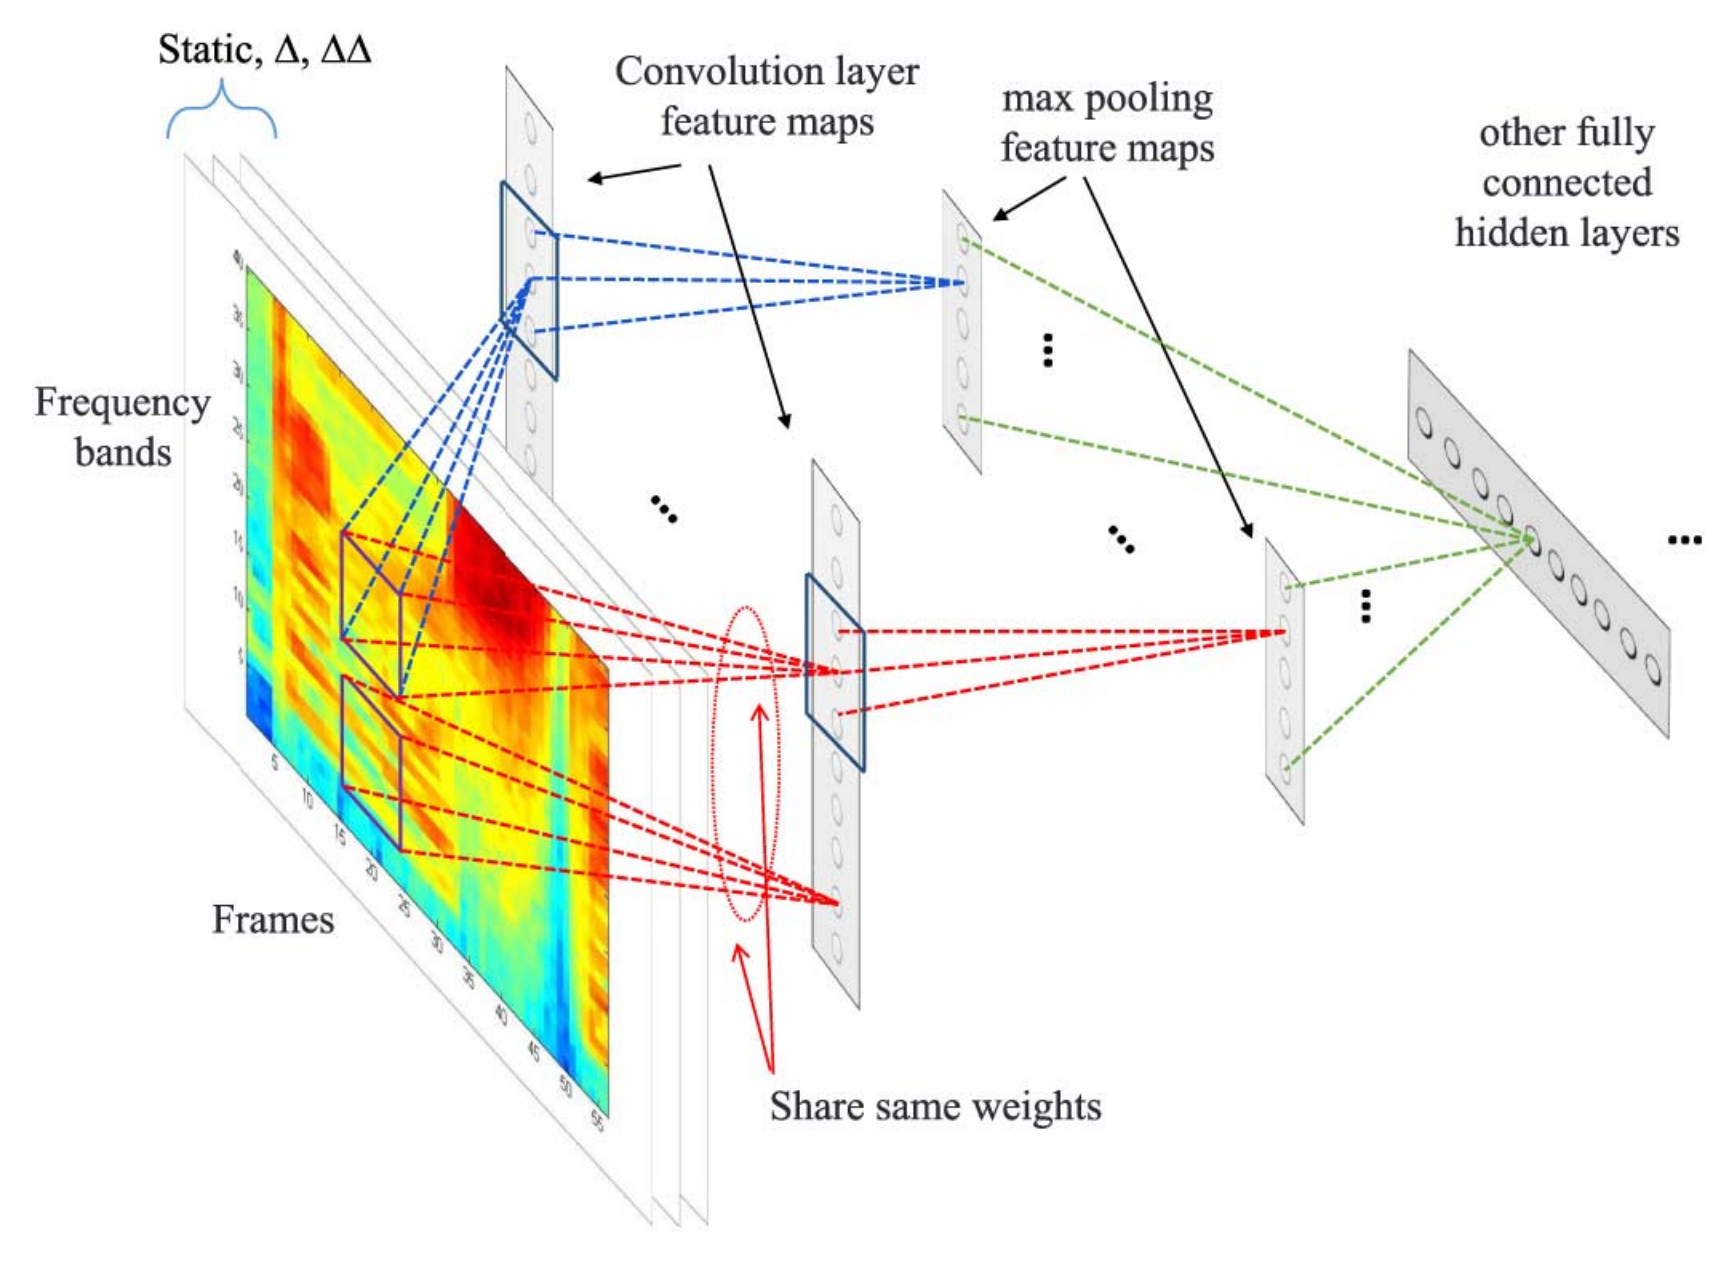 Static, Δ, ΔΔ
Convolution layer
feature maps
max pooling
feature maps
other fully
connected
hidden layers
Frequency
bands
40
35
30
25
20
15
10
5
5
10
15
20
25
30
35
40
45
50
55
Frames
Share same weights